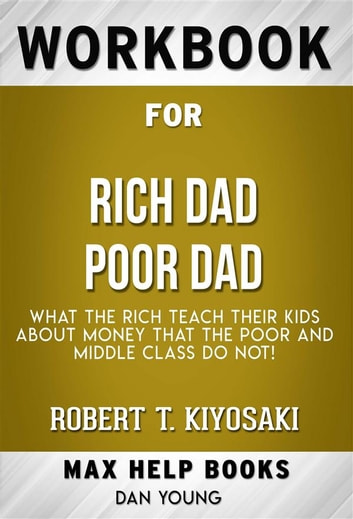 WORKBOOK
FOR
RICH DAD
POOR DAD
WHAT THE RICH TEACH THEIR KIDS
ABOUT MONEY THAT THE POOR AND
MIDDLE CLASS DO NOT!
ROBERT T. KIYOSAKI
MAX HELP BOOKS
DAN YOUNG